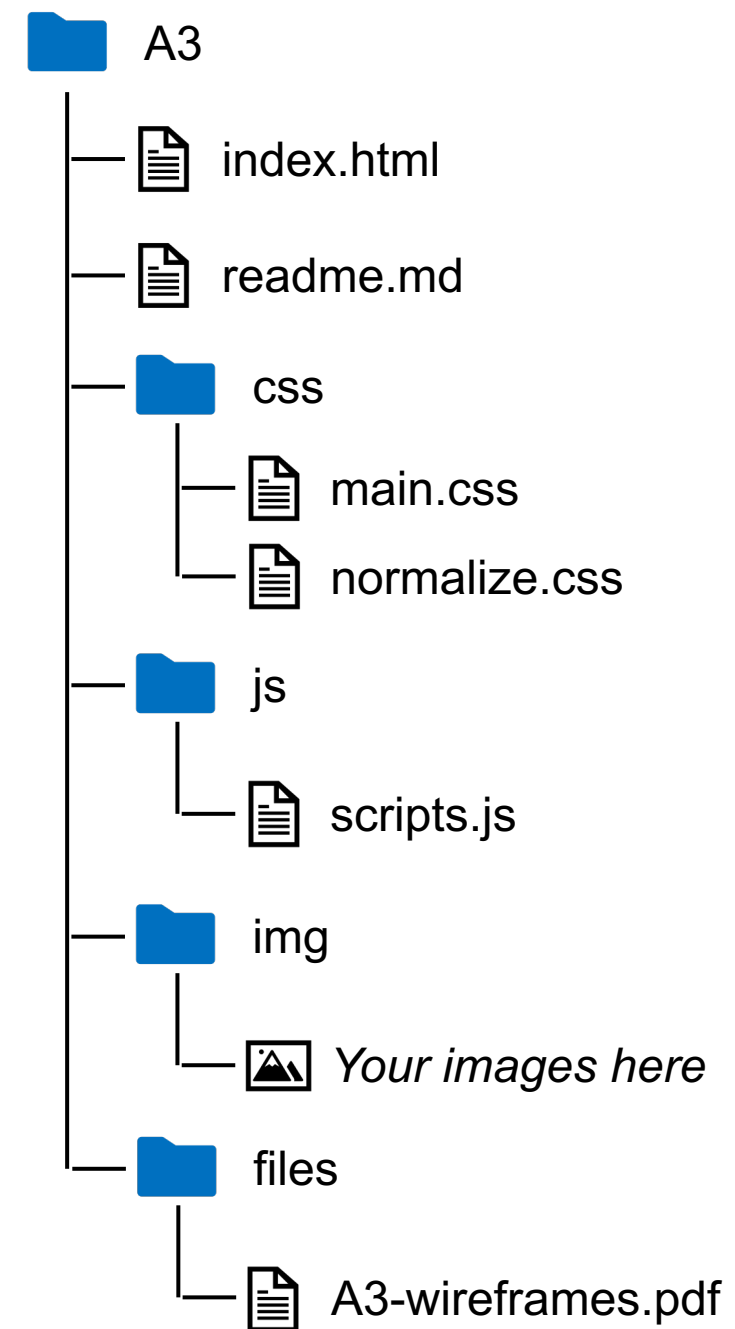 A3
index.html
readme.md
css
main.css
normalize.css
js
scripts.js
img
Your images here
files
A3-wireframes.pdf